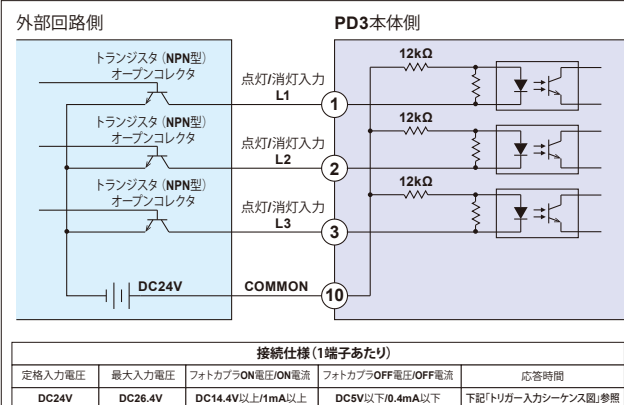 外部回路側
PD3本体側
トランジスタ（NPN型）
オープンコレクタ
点灯/消灯入力
L1
1
12kΩ
トランジスタ（NPN型）
オープンコレクタ
点灯/消灯入力
L2
2
12kΩ
トランジスタ（NPN型）
オープンコレクタ
点灯/消灯入力
L3
3
12kΩ
DC24V
COMMON
10
接続仕様（1端子あたり）
定格入力電圧 最大入力電圧 フォトカプラON電圧/ON電流 フォトカプラOFF電圧/OFF電流 応答時間
DC24V DC26.4V DC14.4V以上/1mA以上 DC5V以下/0.4mA以下 下記「トリガー入力シーケンス図」参照